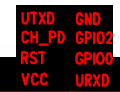 UTXD GND
CH_PD GPIO2
RST GPIO0
VCC URXD